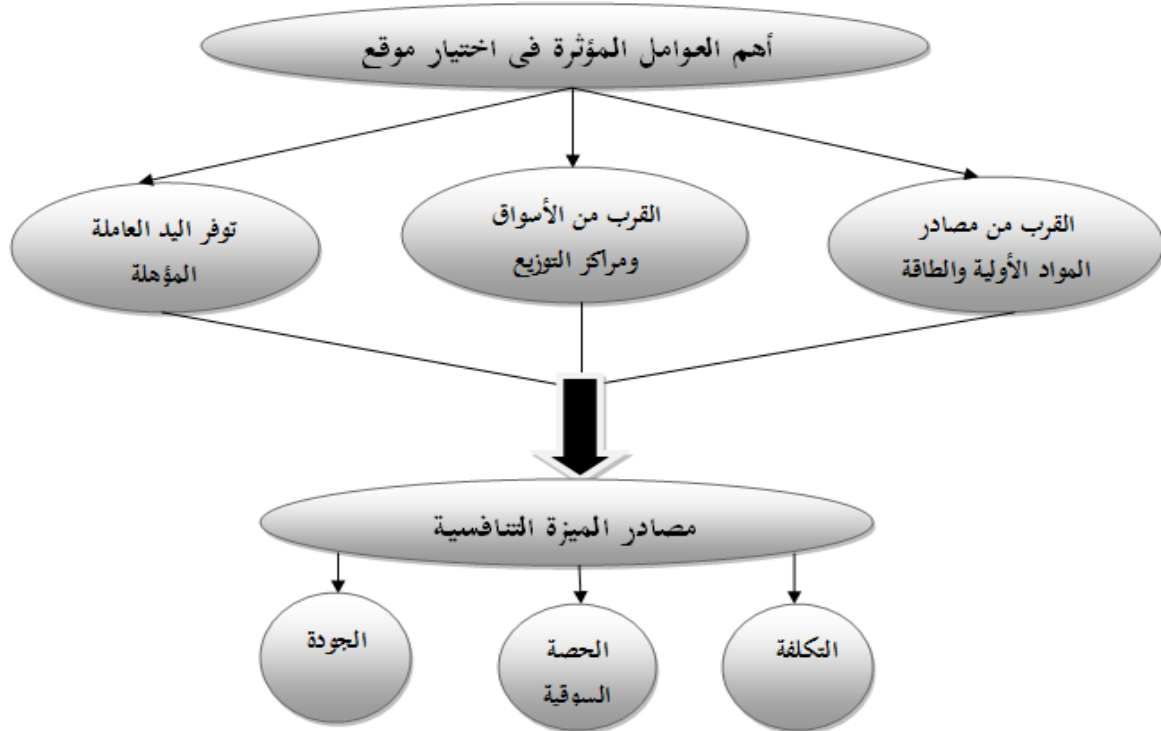 أهم العوامل المؤثرة فى اختيار موقع
القرب من مصادر
المواد الأولية والطاقة
القرب من الأسواق
ومراكز التوزيع
توفر اليد العاملة
المؤهلة
مصادر الميزة التنافسية
التكلفة
الحصة
السوقية
الجودة